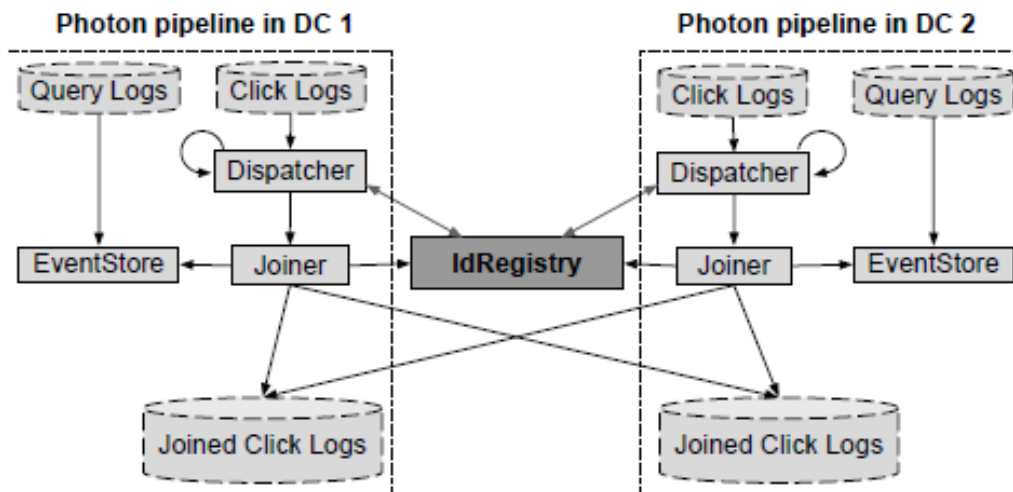 Photon pipeline in DC 1
Photon pipeline in DC 2
Query Logs
Click Logs
Click Logs
Query Logs
Dispatcher
Dispatcher
EventStore
Joiner
IdRegistry
Joiner
EventStore
Joined Click Logs
Joined Click Logs